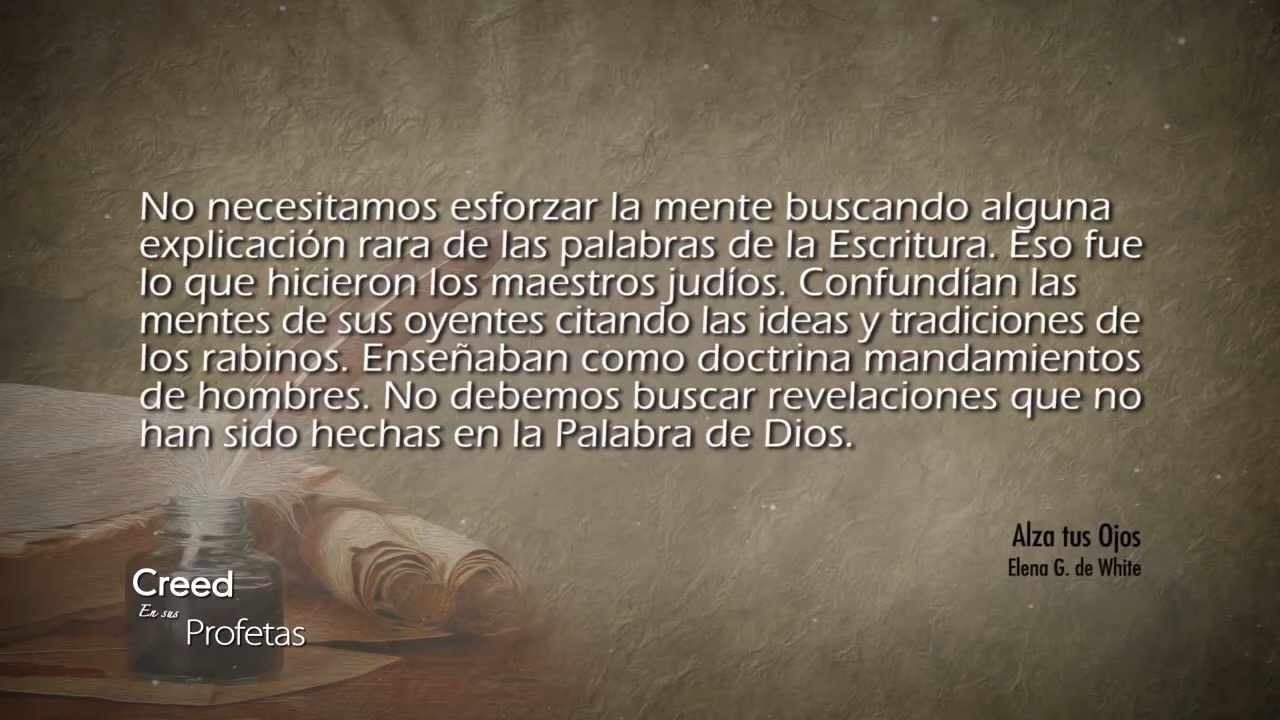 No necesitamos esforzar la mente buscando alguna
explicación rara de las palabras de la Escritura. Eso fue
lo que hicieron los maestros judíos. Confundían las
mentes de sus oyentes citando las ideas y tradiciones de
los rabinos. Enseñaban como doctrina mandamientos
de hombres. No debemos buscar revelaciones que no
han sido hechas en la Palabra de Dios.
Alza tus Ojos
Elena G. de White
Creed
En sus
Profetas